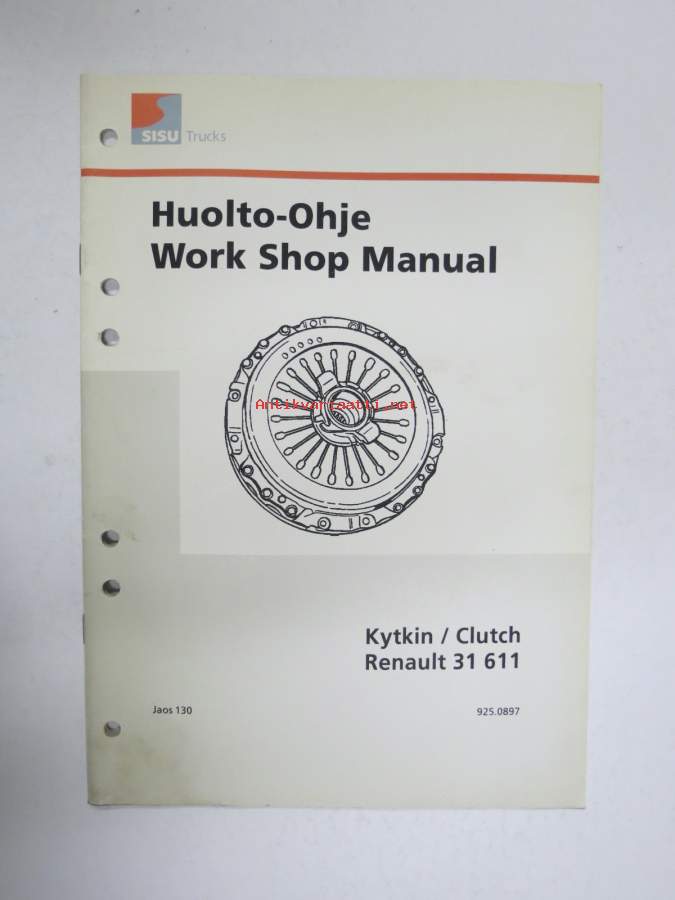 SISU Trucks
Huolto-Ohje
Work Shop Manual
Antikvariaatti.net
Kytkin / Clutch
Renault 31 611
Jaos 130
925.0897